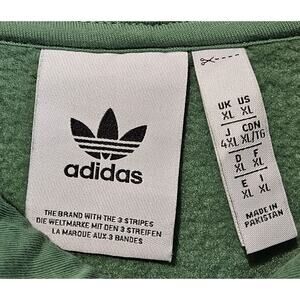 adidas
THE BRAND WITH THE 3 STRIPES
DIE WELTMARKE MIT DEN 3 STREIFEN
LA MARQUE AUX 3 BANDES
UK US
XL XL
J CDN
4XL XL/TG
D F
XL XL
E I
XL XL
MADE IN
PAKISTAN